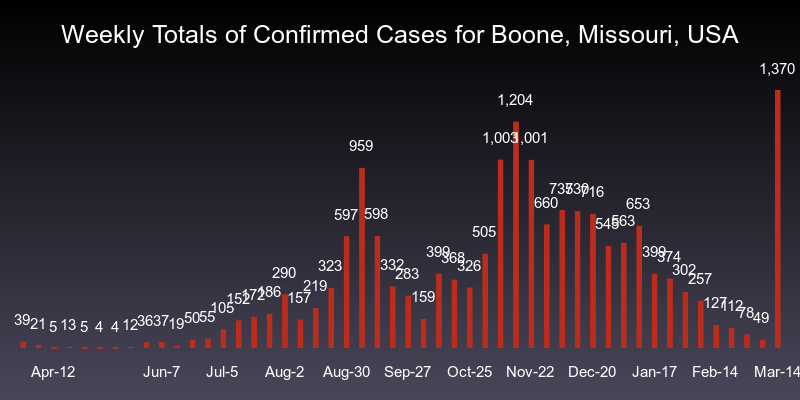 Weekly Totals of Confirmed Cases for Boone, Missouri, USA
39 21 5 13 5 4 4 12 36 37 19 50 55 105 152 172 186 290 157 219 323 597 959 598 332 283 159 399 368 326 505 1,003 1,204 1,001 660 737 736 716 545 563 653 399 374 302 257 127 112 78 49 1,370
Apr-12 Jun-7 Jul-5 Aug-2 Aug-30 Sep-27 Oct-25 Nov-22 Dec-20 Jan-17 Feb-14 Mar-14